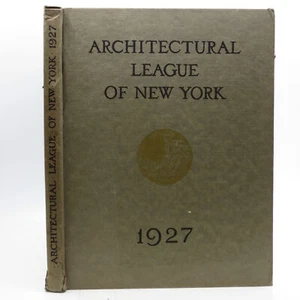 ARCHITECTURAL LEAGUE OF NEW YORK 1927
ARCHITECTURAL
LEAGUE
OF NEW YORK
1927